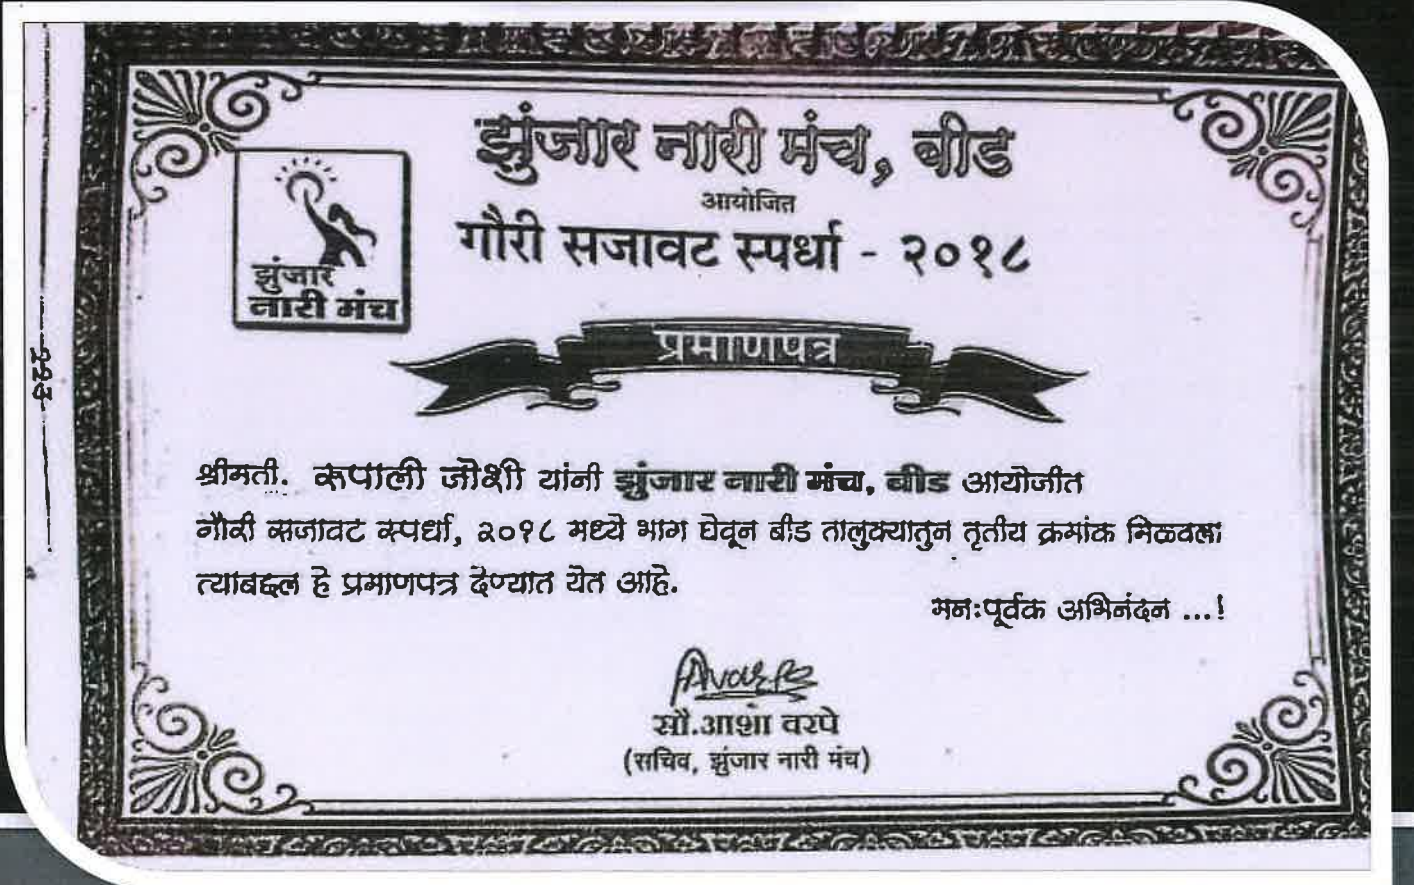 झुंजार नारी मंच, बीड
आयोजित
गौरी सजावट स्पर्धा - २०१८
झुंजार
नारी मंच
प्रमाणपत्र
श्रीमती. रूपाली जोशी यांनी झुंजार नारी मंच, बीड आयोजीत
गौरी सजावट स्पर्धा, २०१८ मध्ये भाग घेवून बीड तालुक्यातुन तृतीय क्रमांक मिळवला
त्याबद्दल हे प्रमाणपत्र देण्यात येत आहे.
मनःपूर्वक अभिनंदन ...!
सौ.आशा वरपे
(सचिव, झुंजार नारी मंच)